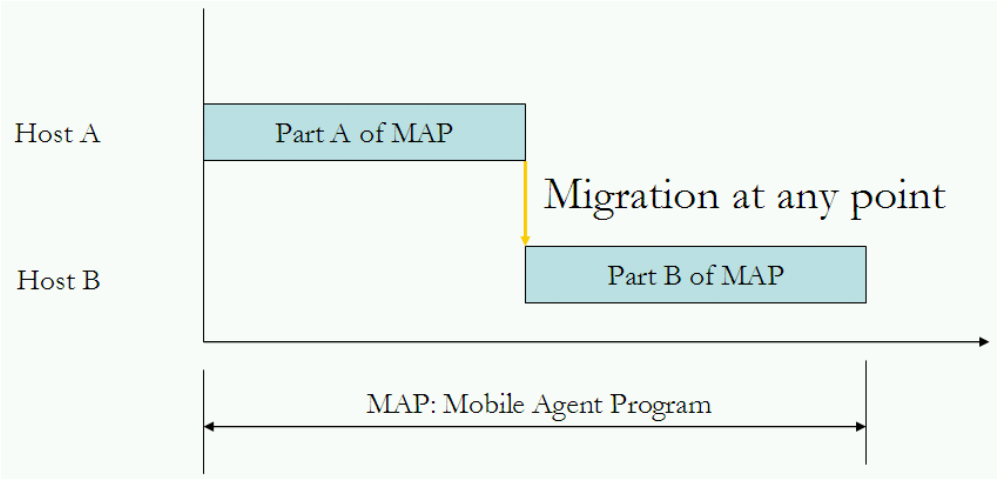 Host A
Part A of MAP
Migration at any point
Host B
Part B of MAP
MAP: Mobile Agent Program